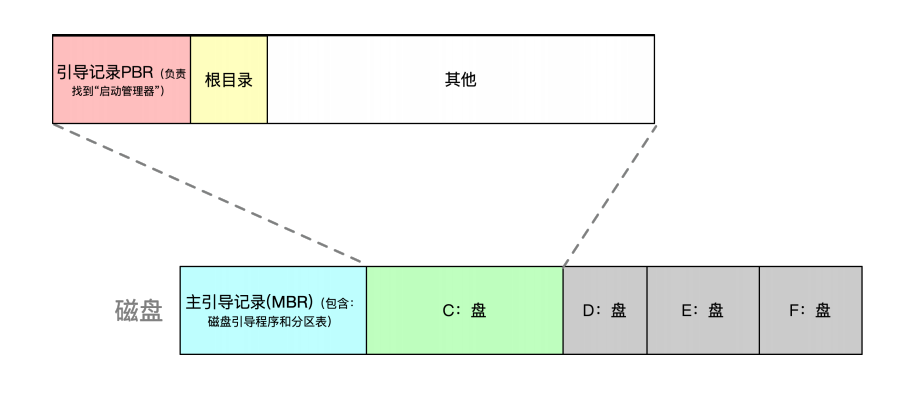 引导记录PBR（负责
找到“启动管理器”）
根目录
其他
磁盘
主引导记录(MBR)（包含：
磁盘引导程序和分区表）
C：盘
D：盘
E：盘
F：盘